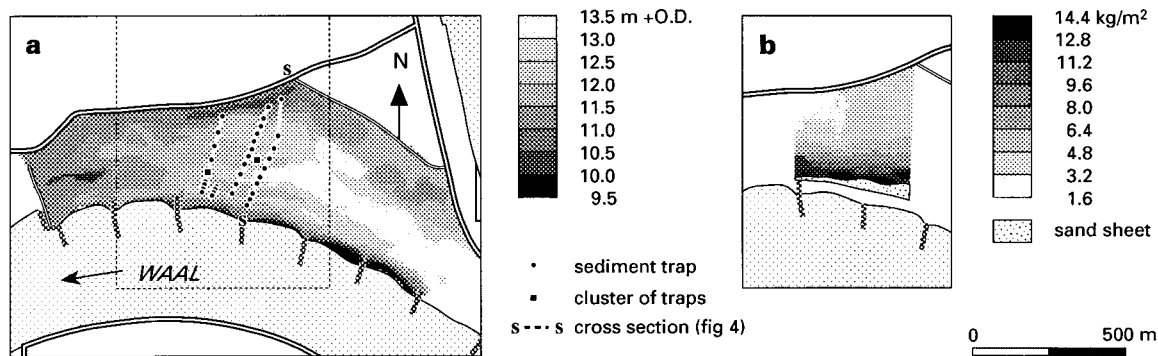 a
s
N
s
WAAL
13.5 m +O.D.
13.0
12.5
12.0
11.5
11.0
10.5
10.0
9.5
• sediment trap
■ cluster of traps
s - - - s cross section (fig 4)
b
14.4 kg/m²
12.8
11.2
9.6
8.0
6.4
4.8
3.2
1.6
sand sheet
0 500 m